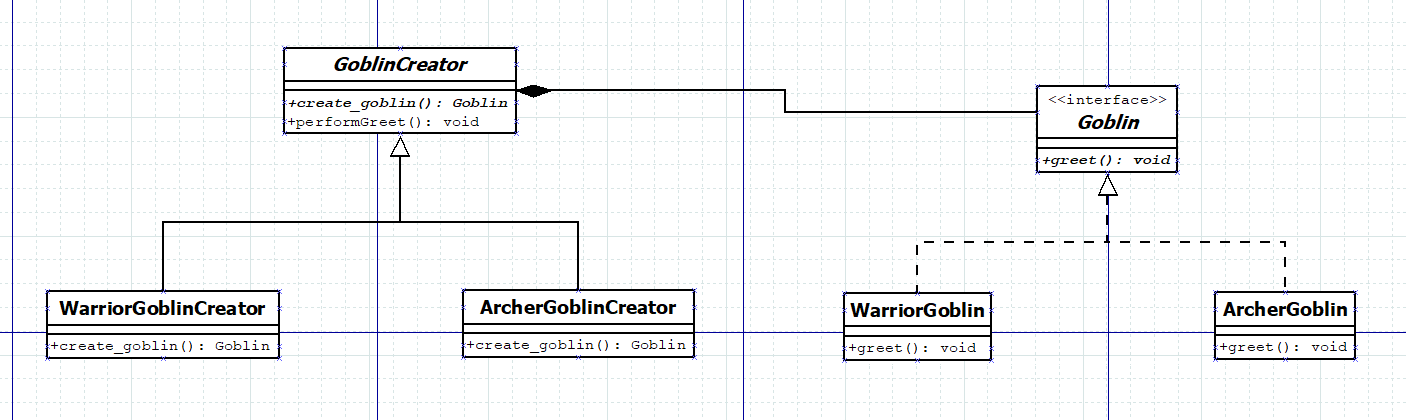 GoblinCreator
+create_goblin(): Goblin
+performGreet(): void
<<interface>>
Goblin
+greet(): void
WarriorGoblinCreator
+create_goblin(): Goblin
ArcherGoblinCreator
+create_goblin(): Goblin
WarriorGoblin
+greet(): void
ArcherGoblin
+greet(): void